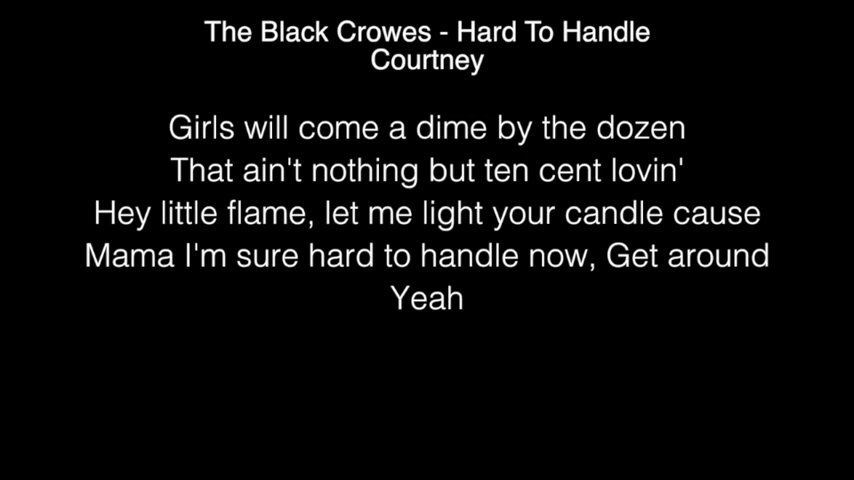 The Black Crowes - Hard To Handle
Courtney
Girls will come a dime by the dozen
That ain't nothing but ten cent lovin'
Hey little flame, let me light your candle cause
Mama I'm sure hard to handle now, Get around
Yeah